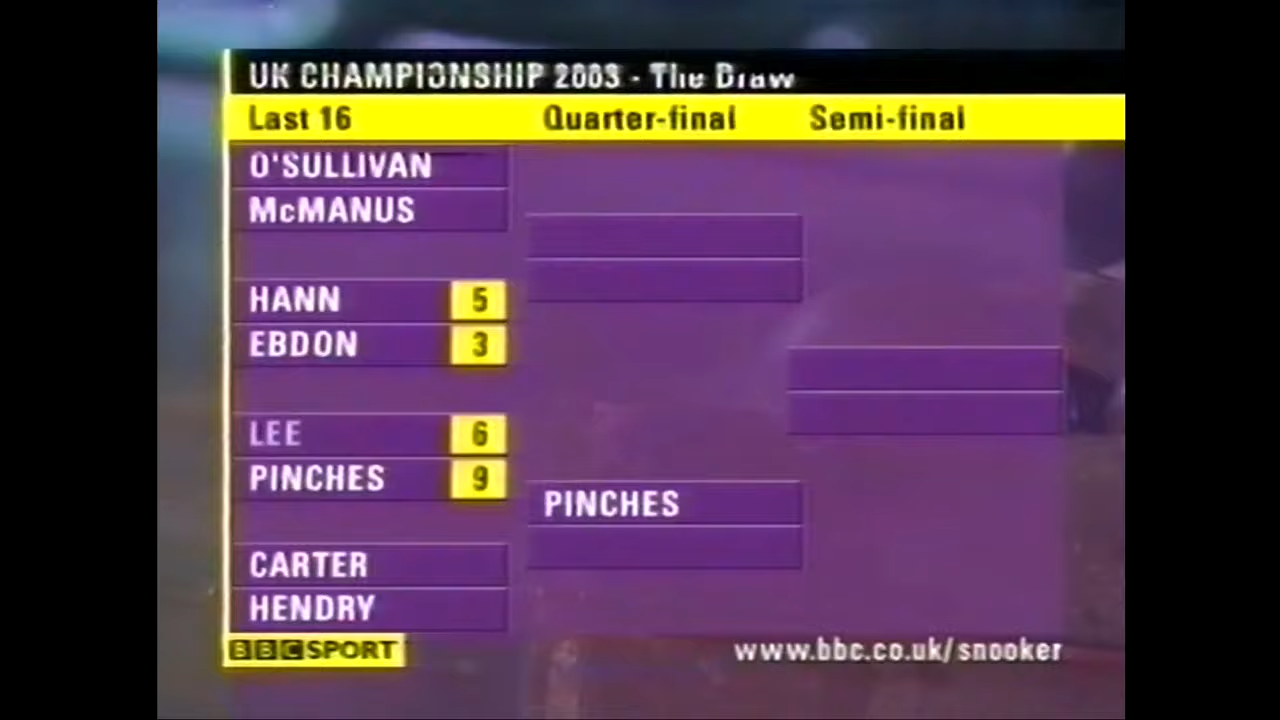 UK CHAMPIONSHIP 2003 - The Draw
Last 16 Quarter-final Semi-final
O'SULLIVAN
McMANUS
HANN 5
EBDON 3
LEE 6
PINCHES 9
PINCHES
CARTER
HENDRY
BBC SPORT www.bbc.co.uk/snooker